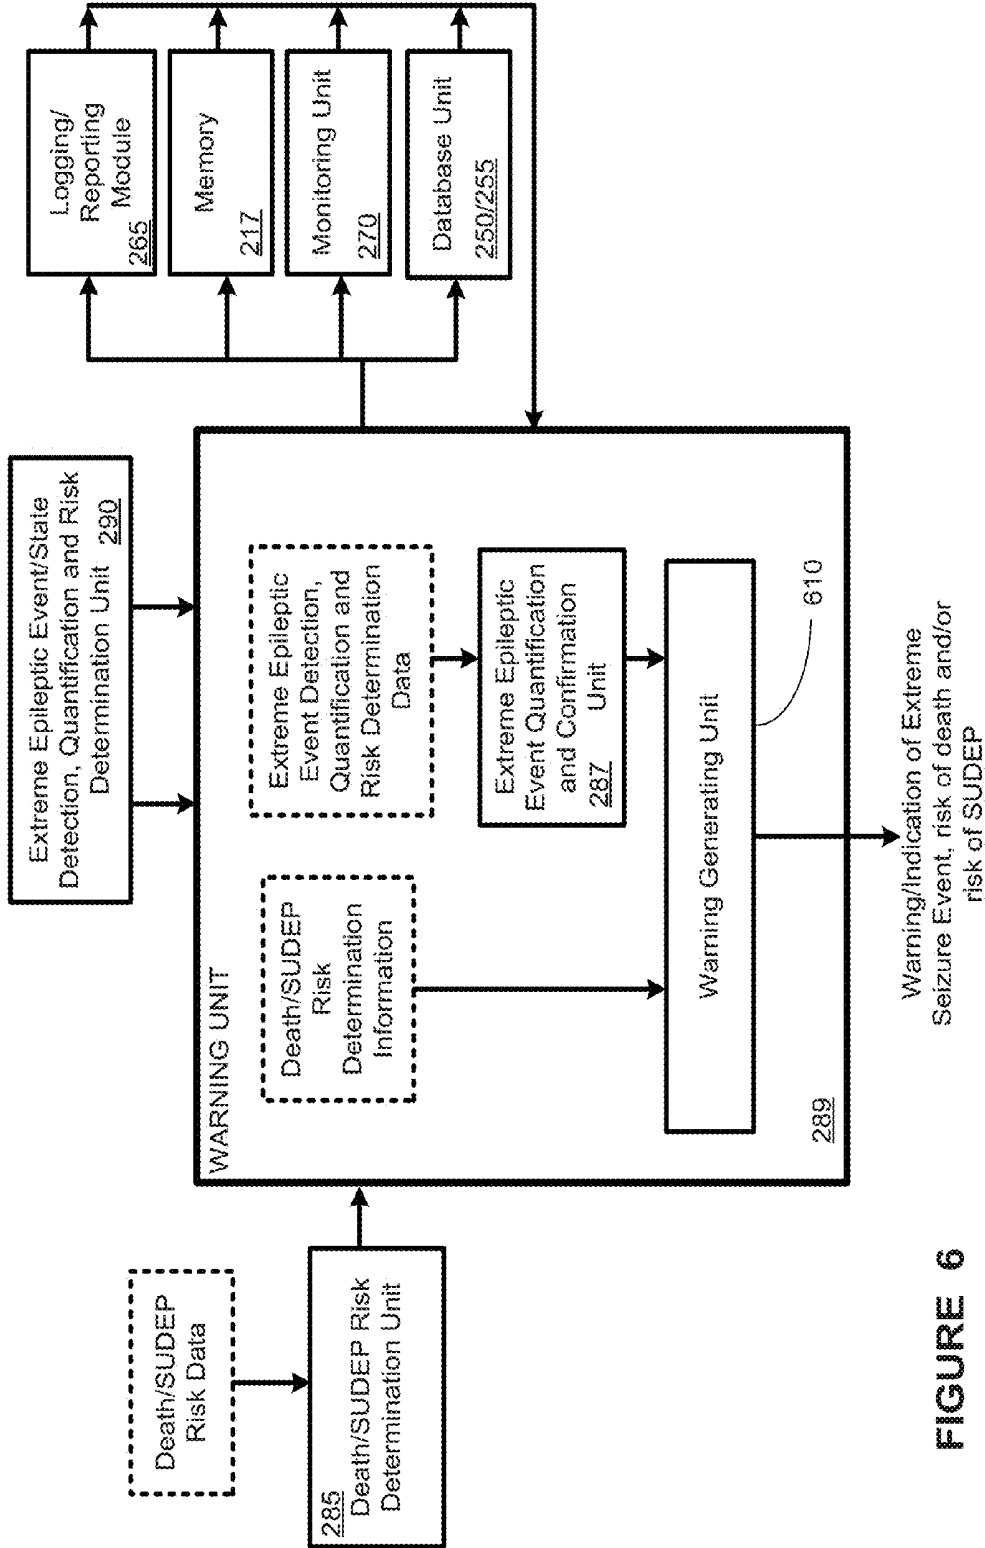 Death/SUDEP
Risk Data
285
Death/SUDEP Risk
Determination Unit
Extreme Epileptic Event/State
Detection, Quantification and Risk
Determination Unit 290
WARNING UNIT
Death/SUDEP
Risk
Determination
Information
Extreme Epileptic
Event Detection,
Quantification and
Risk Determination
Data
Extreme Epileptic
Event Quantification
and Confirmation
Unit
287
Warning Generating Unit
610
289
Warning/Indication of Extreme
Seizure Event, risk of death and/or
risk of SUDEP
Logging/
Reporting
Module
265
Memory
217
Monitoring Unit
270
Database Unit
250/255
FIGURE 6